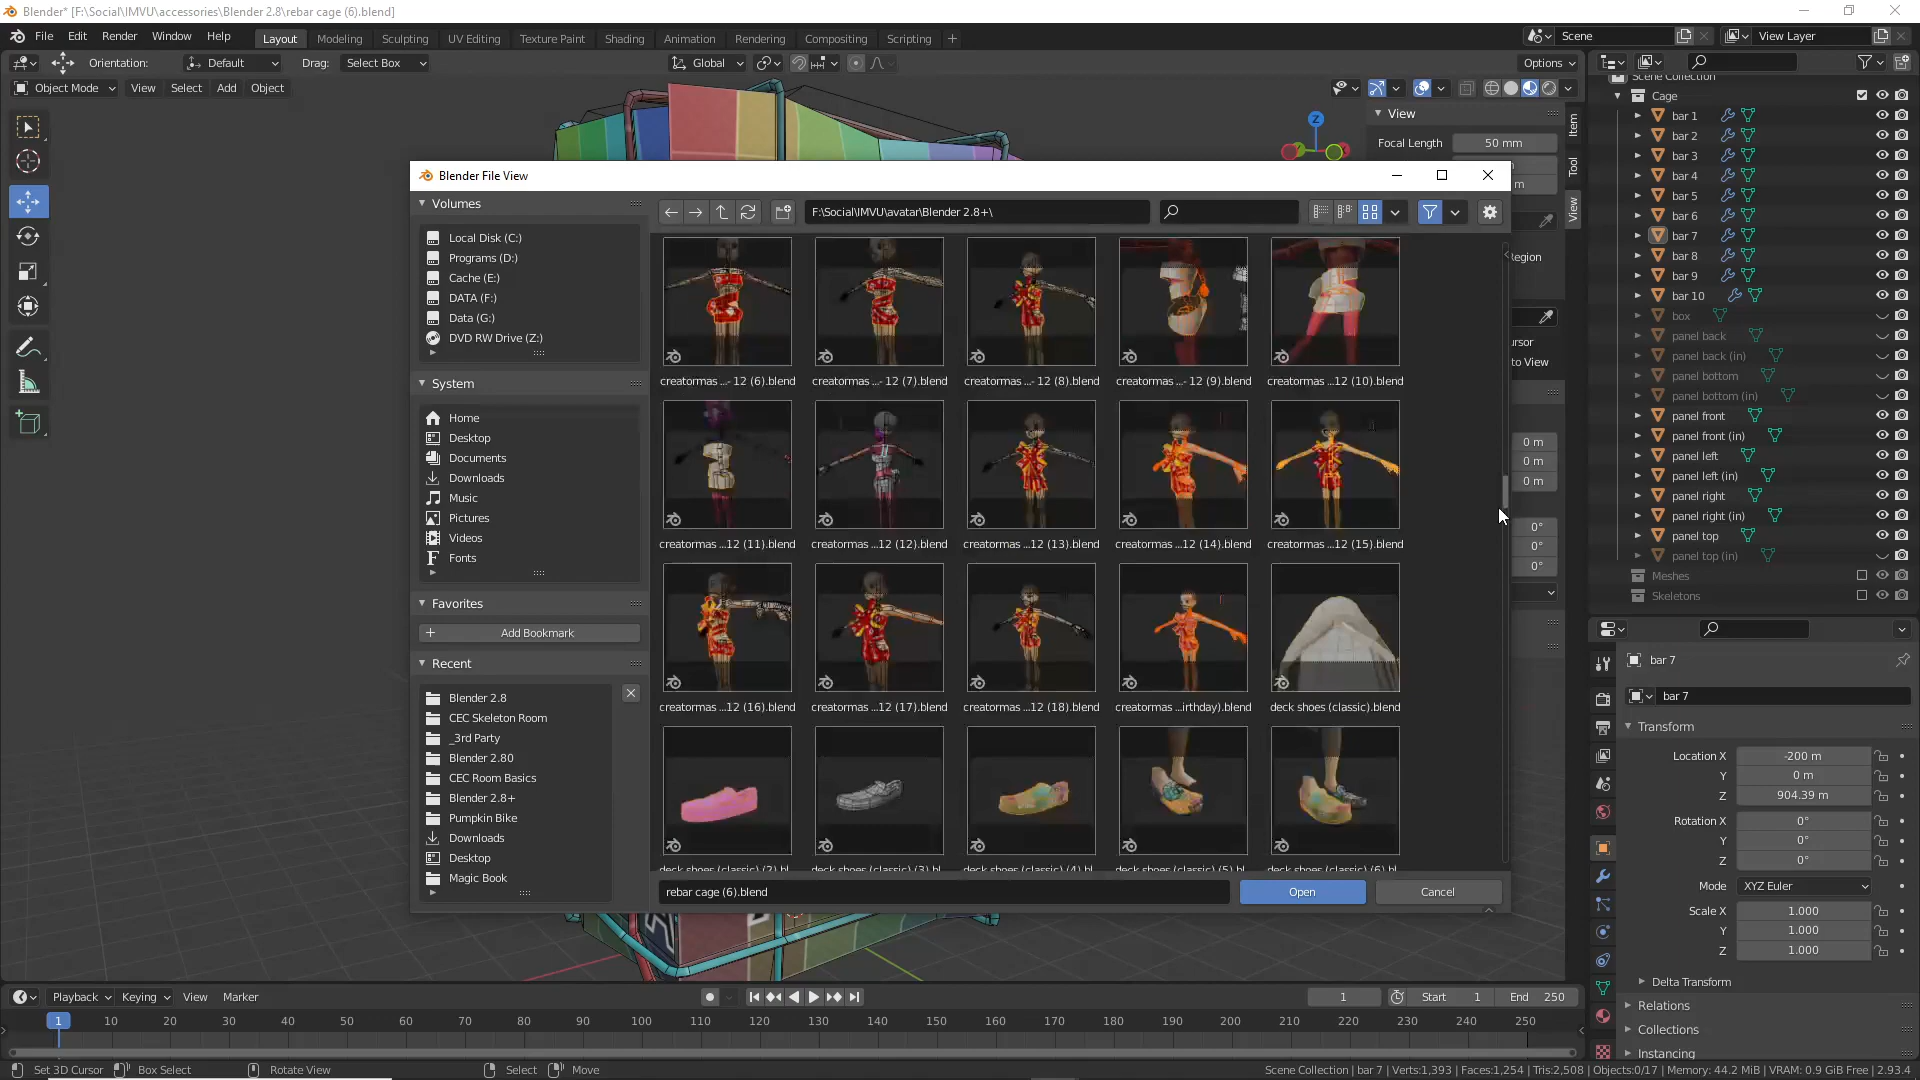 Blender* [F:\Social\IMVU\accessories\Blender 2.8\rebar cage (6).blend]
File Edit Render Window Help Layout Modeling Sculpting UV Editing Texture Paint Shading Animation Rendering Compositing Scripting + Scene View Layer
Orientation: Default Drag: Select Box Global Options
Object Mode View Select Add Object
Scene Collection
Cage
bar 1
bar 2
bar 3
bar 4
bar 5
bar 6
bar 7
bar 8
bar 9
bar 10
box
panel back
panel back (in)
panel bottom
panel bottom (in)
panel front
panel front (in)
panel left
panel left (in)
panel right
panel right (in)
panel top
panel top (in)
Meshes
Skeletons
Z
View
Focal Length 50 mm
m
Item
Tool
View
0 m
0 m
0 m
0°
0°
0°
Blender File View
Volumes
Local Disk (C:)
Programs (D:)
Cache (E:)
DATA (F:)
Data (G:)
DVD RW Drive (Z:)
System
Home
Desktop
Documents
Downloads
Music
Pictures
Videos
Fonts
Favorites
Add Bookmark
Recent
Blender 2.8
CEC Skeleton Room
_3rd Party
Blender 2.80
CEC Room Basics
Blender 2.8+
Pumpkin Bike
Downloads
Desktop
Magic Book
F:\Social\IMVU\avatar\Blender 2.8+\
creatormas ...- 12 (6).blend creatormas ...- 12 (7).blend creatormas ...- 12 (8).blend creatormas ...- 12 (9).blend creatormas ...12 (10).blend
creatormas ...12 (11).blend creatormas ...12 (12).blend creatormas ...12 (13).blend creatormas ...12 (14).blend creatormas ...12 (15).blend
creatormas ...12 (16).blend creatormas ...12 (17).blend creatormas ...12 (18).blend creatormas ...irthday).blend deck shoes (classic).blend
deck shoes (classic) (2).bl deck shoes (classic) (3).bl deck shoes (classic) (4).bl deck shoes (classic) (5).bl deck shoes (classic) (6).bl
rebar cage (6).blend Open Cancel
bar 7
bar 7
Transform
Location X -200 m
Y 0 m
Z 904.39 m
Rotation X 0°
Y 0°
Z 0°
Mode XYZ Euler
Scale X 1.000
Y 1.000
Z 1.000
Delta Transform
Relations
Collections
Instancing
Playback Keying View Marker 1 Start 1 End 250
1 10 20 30 40 50 60 70 80 90 100 110 120 130 140 150 160 170 180 190 200 210 220 230 240 250
Set 3D Cursor Box Select Rotate View Select Move Scene Collection | bar 7 | Verts:1,393 | Faces:1,254 | Tris:2,508 | Objects:0/17 | Memory: 44.2 MiB | VRAM: 0.9 GiB Free | 2.93.4